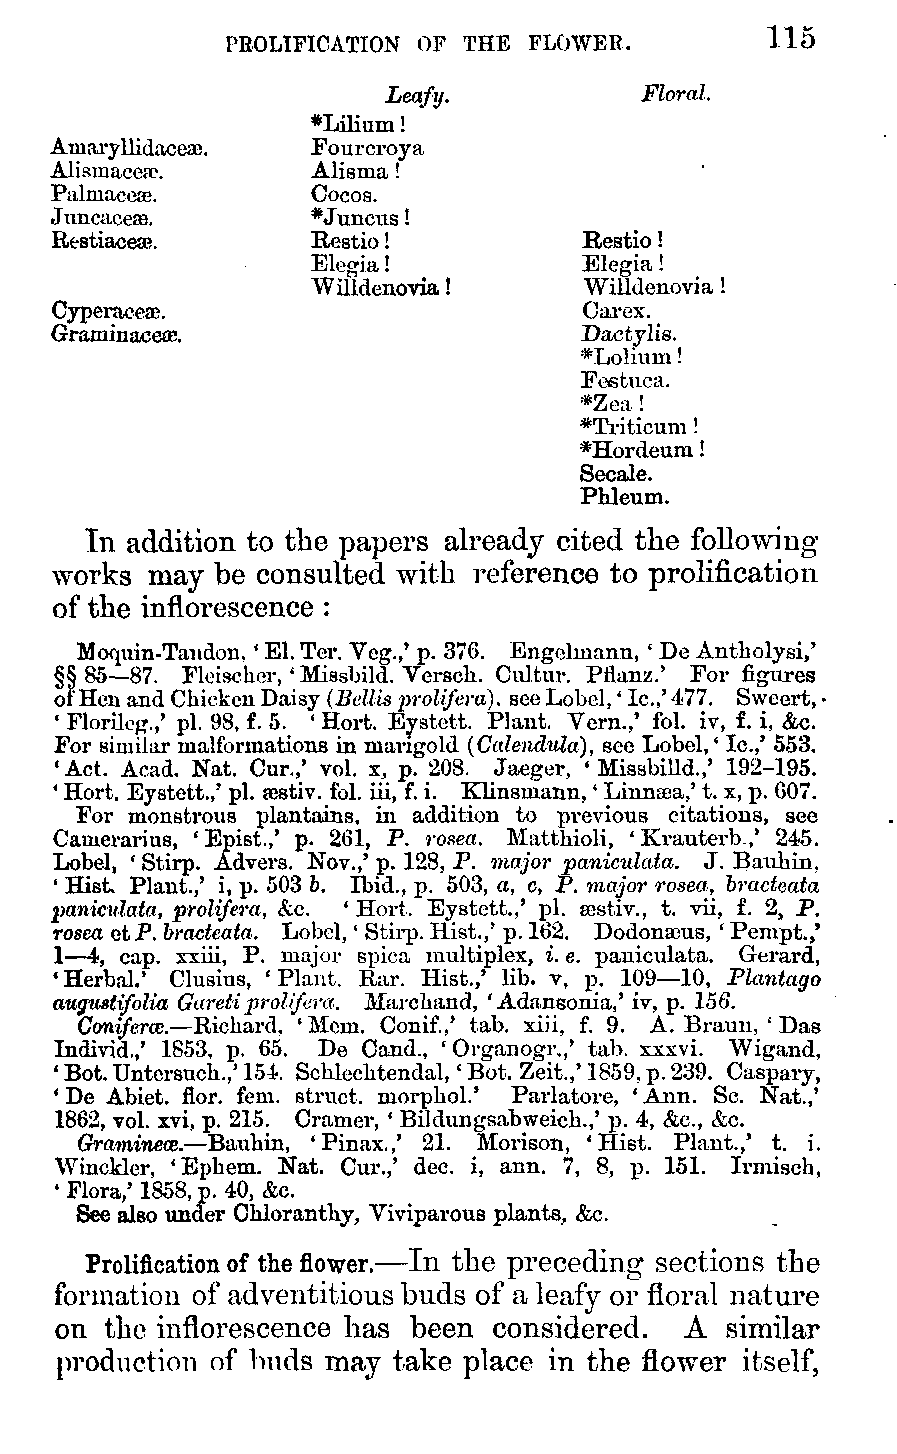 PROLIFICATION OF THE FLOWER. 115
Leafy. Floral.
*Lilium !
Amaryllidaceæ. Fourcroya
Alismaceæ. Alisma !
Palmaceæ. Cocos.
Juncaceæ. *Juncus !
Restiaceæ. Restio ! Restio !
Elegia ! Elegia !
Willdenovia ! Willdenovia !
Cyperaceæ. Carex.
Graminaceæ. Dactylis.
*Lolium !
Festuca.
*Zea !
*Triticum !
*Hordeum !
Secale.
Phleum.
In addition to the papers already cited the following
works may be consulted with reference to prolification
of the inflorescence :
Moquin-Tandon, ‘ El. Ter. Veg.,’ p. 376. Engelmann, ‘ De Antholysi,’
§§ 85—87. Fleischer, ‘ Missbild. Versch. Cultur. Pflanz.’ For figures
of Hen and Chicken Daisy (Bellis prolifera), see Lobel, ‘ Ic.,’ 477. Sweert,
‘ Florileg.,’ pl. 98, f. 5. ‘ Hort. Eystett. Plant. Vern.,’ fol. iv, f. i, &c.
For similar malformations in marigold (Calendula), see Lobel, ‘ Ic.,’ 553.
‘ Act. Acad. Nat. Cur.,’ vol. x, p. 208. Jaeger, ‘ Missbilld.,’ 192–195.
‘ Hort. Eystett.,’ pl. æstiv. fol. iii, f. i. Klinsmann, ‘ Linnæa,’ t. x, p. 607.
For monstrous plantains, in addition to previous citations, see
Camerarius, ‘ Epist.,’ p. 261, P. rosea. Matthioli, ‘ Krauterb.,’ 245.
Lobel, ‘ Stirp. Advers. Nov.,’ p. 128, P. major paniculata. J. Bauhin,
‘ Hist. Plant.,’ i, p. 503 b. Ibid., p. 503, a, c, P. major rosea, bracteata
paniculata, prolifera, &c. ‘ Hort. Eystett.,’ pl. æstiv., t. vii, f. 2, P.
rosea et P. bracteata. Lobel, ‘ Stirp. Hist.,’ p. 162. Dodonæus, ‘ Pempt.,’
1—4, cap. xxiii, P. major spica multiplex, i. e. paniculata. Gerard,
‘ Herbal.’ Clusius, ‘ Plant. Rar. Hist.,’ lib. v, p. 109—10, Plantago
augustifolia Gareti prolifera. Marchand, ‘ Adansonia,’ iv, p. 156.
Coniferæ.—Richard, ‘ Mem. Conif.,’ tab. xiii, f. 9. A. Braun, ‘ Das
Individ.,’ 1853, p. 65. De Cand., ‘ Organogr.,’ tab. xxxvi. Wigand,
‘ Bot. Untersuch.,’ 154. Schlechtendal, ‘ Bot. Zeit.,’ 1859, p. 239. Caspary,
‘ De Abiet. flor. fem. struct. morphol.’ Parlatore, ‘ Ann. Sc. Nat.,’
1862, vol. xvi, p. 215. Cramer, ‘ Bildungsabweich.,’ p. 4, &c., &c.
Gramineæ.—Bauhin, ‘ Pinax.,’ 21. Morison, ‘ Hist. Plant.,’ t. i.
Winckler, ‘ Ephem. Nat. Cur.,’ dec. i, ann. 7, 8, p. 151. Irmisch,
‘ Flora,’ 1858, p. 40, &c.
See also under Chloranthy, Viviparous plants, &c.
Prolification of the flower.—In the preceding sections the
formation of adventitious buds of a leafy or floral nature
on the inflorescence has been considered. A similar
production of buds may take place in the flower itself,